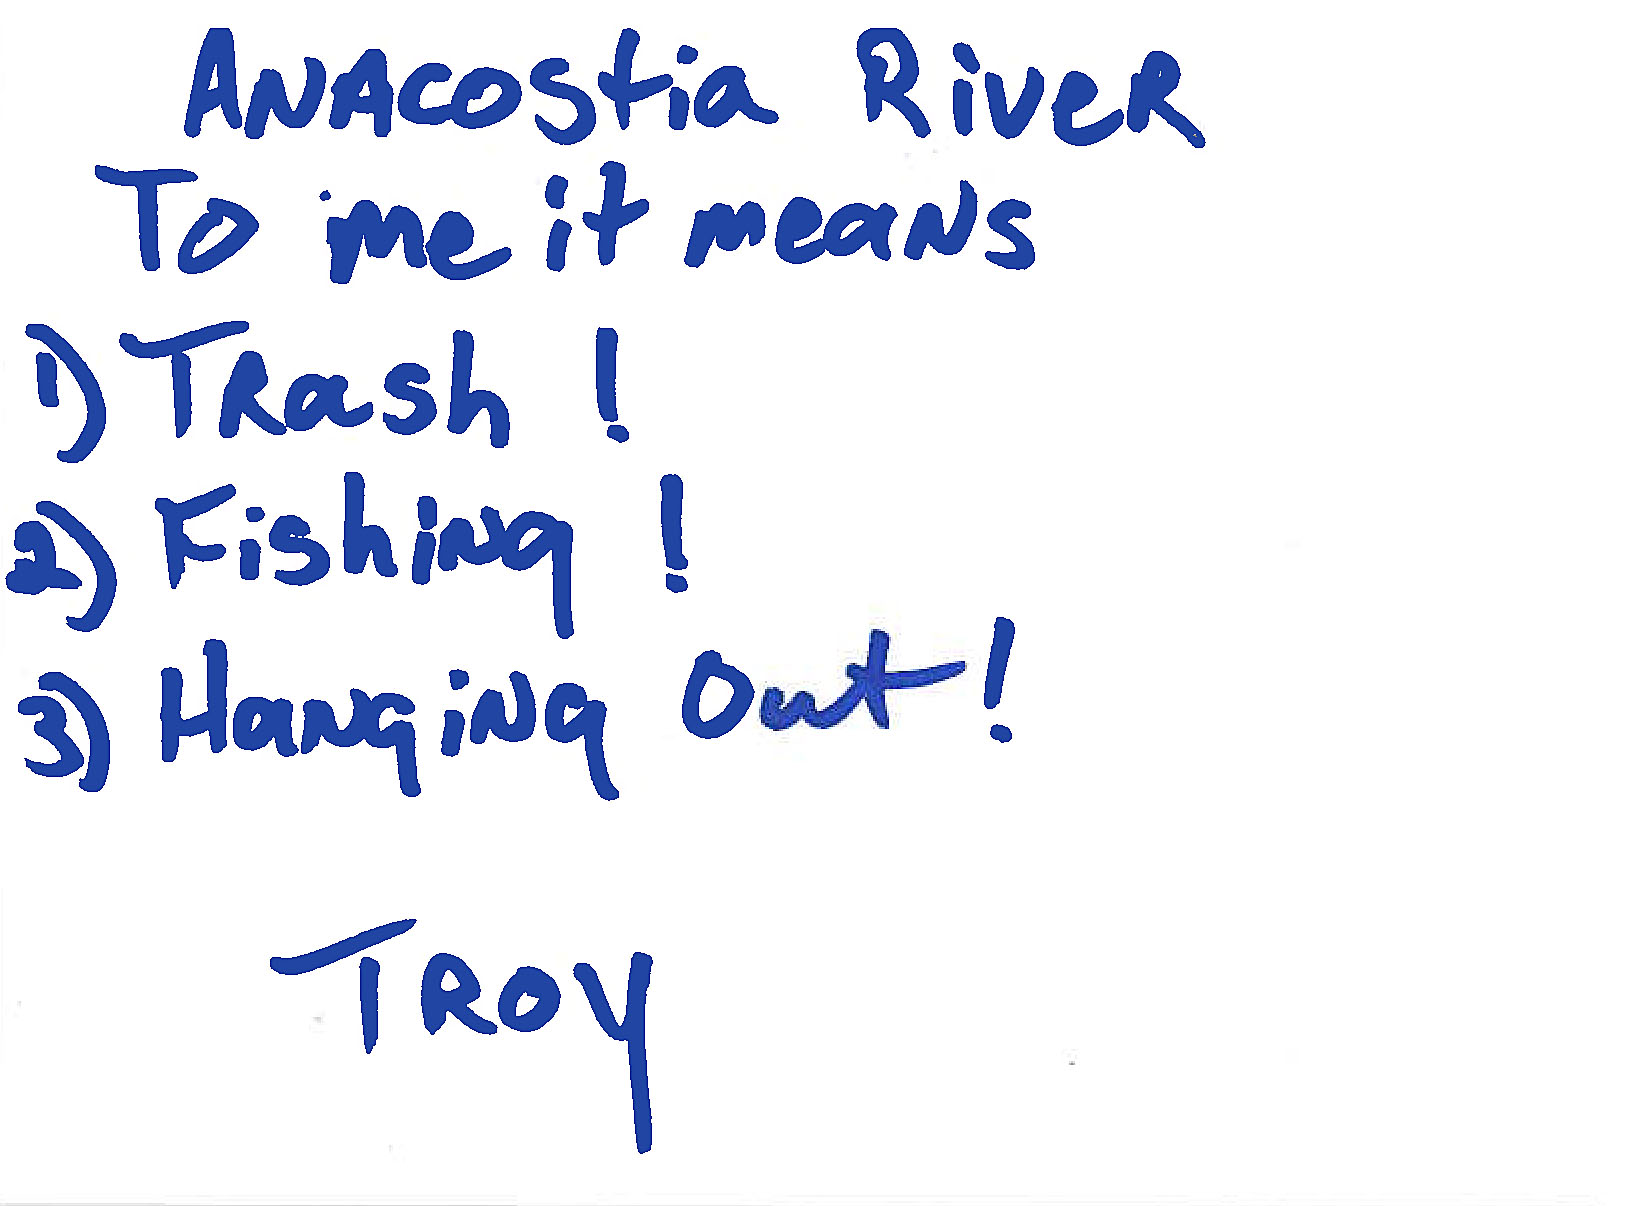 ANACOStia RiveR
To me it meaNs
1) TRash !
2) FishiNg !
3) HaNgiNg Out !
TROY